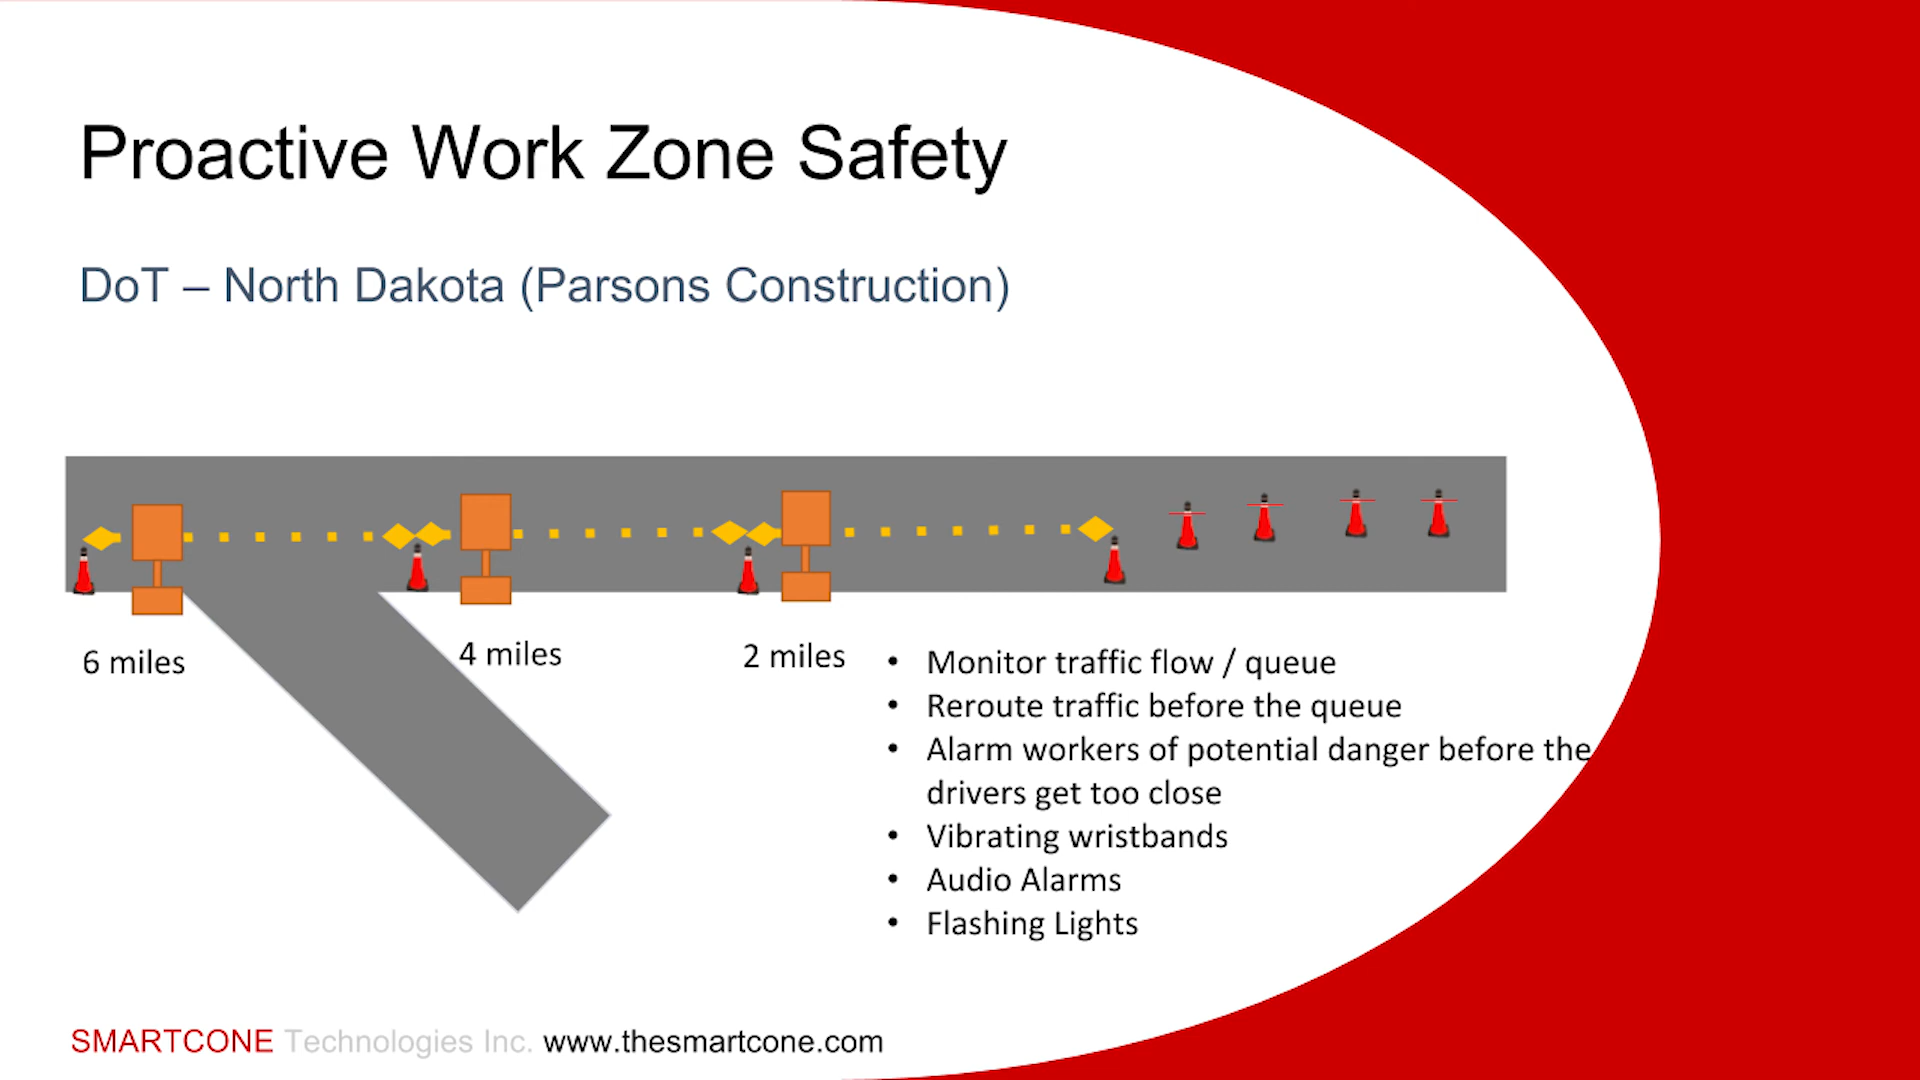 Proactive Work Zone Safety
DoT – North Dakota (Parsons Construction)
6 miles
4 miles
2 miles
• Monitor traffic flow / queue
• Reroute traffic before the queue
• Alarm workers of potential danger before the
drivers get too close
• Vibrating wristbands
• Audio Alarms
• Flashing Lights
SMARTCONE Technologies Inc. www.thesmartcone.com